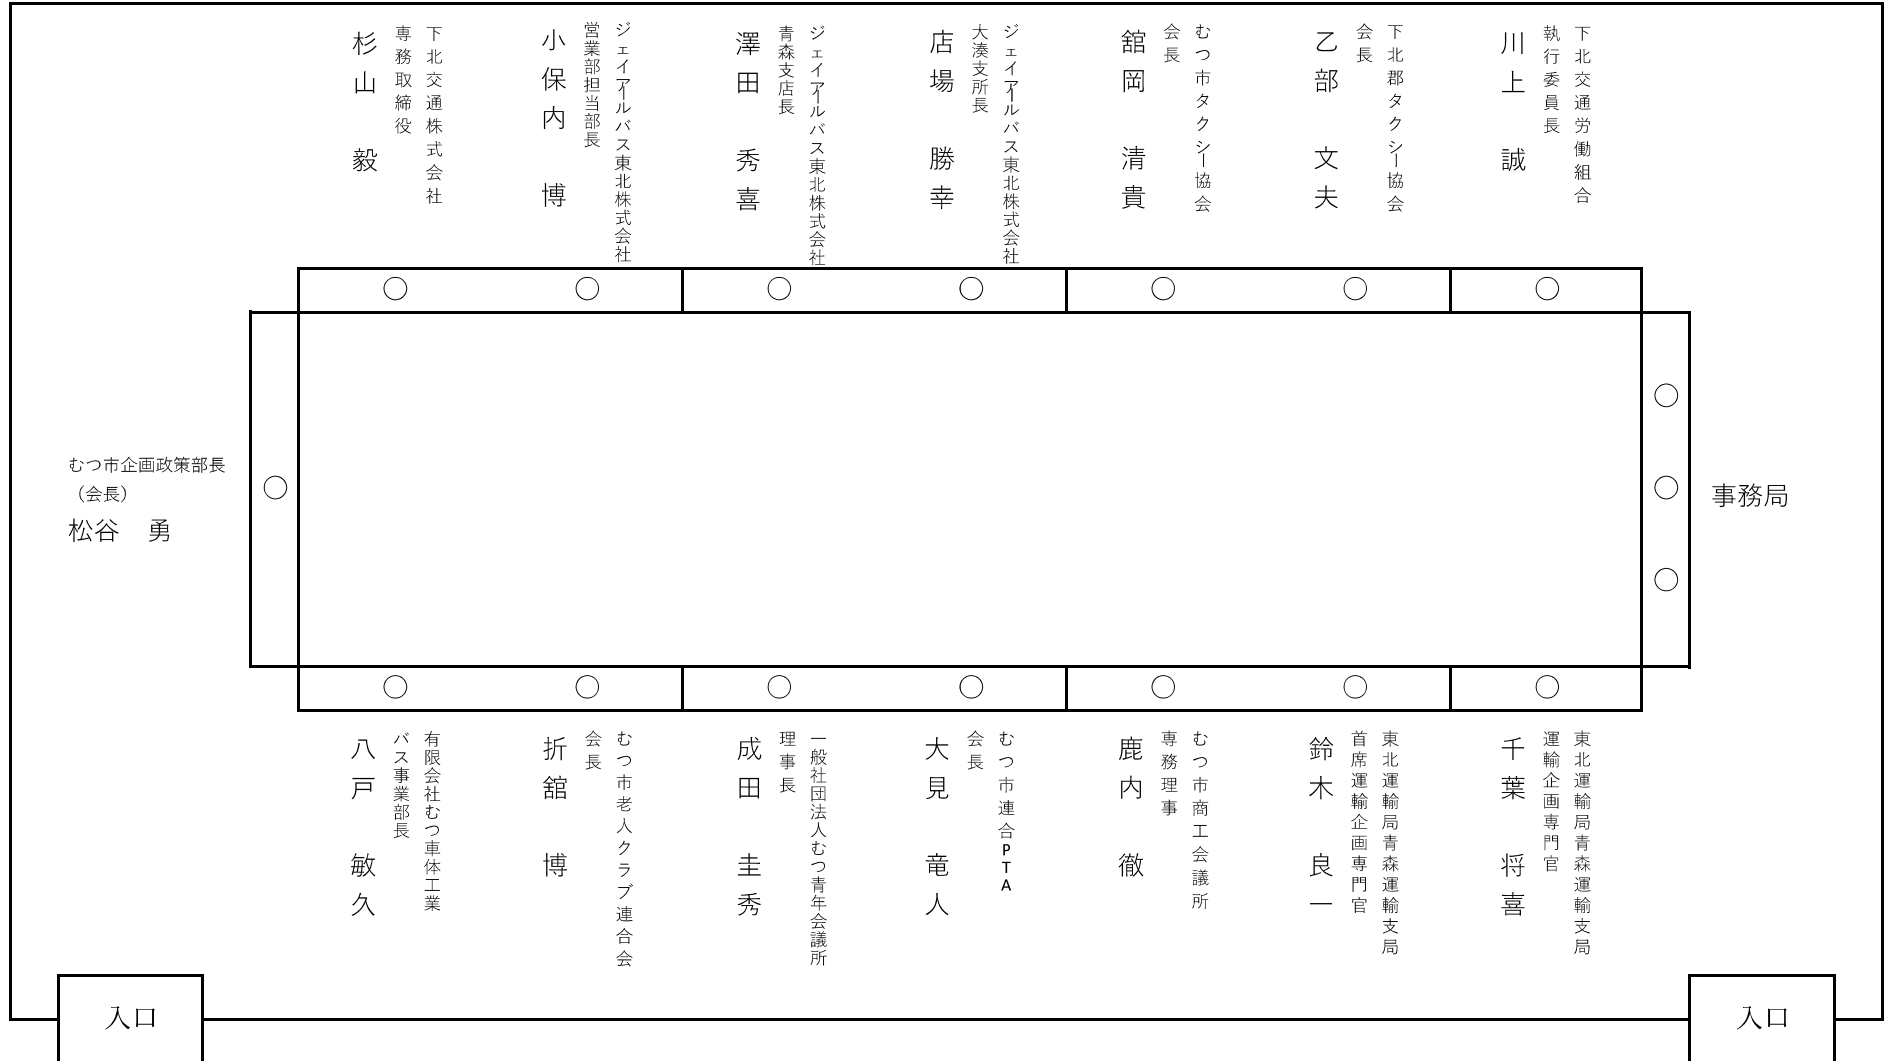 下北交通労働組合
執行委員長
川上　誠
下北郡タクシー協会
会長
乙部　文夫
むつ市タクシー協会
会長
舘岡　清貴
ジェイアールバス東北株式会社
大湊支所長
店場　勝幸
ジェイアールバス東北株式会社
青森支店長
澤田　秀喜
ジェイアールバス東北株式会社
営業部担当部長
小保内　博
下北交通株式会社
専務取締役
杉山　毅
むつ市企画政策部長
（会長）
松谷　勇
事務局
東北運輸局青森運輸支局
運輸企画専門官
千葉　将喜
東北運輸局青森運輸支局
首席運輸企画専門官
鈴木　良一
むつ市商工会議所
専務理事
鹿内　徹
むつ市連合PTA
会長
大見　竜人
一般社団法人むつ青年会議所
理事長
成田　圭秀
むつ市老人クラブ連合会
会長
折舘　博
有限会社むつ車体工業
バス事業部長
八戸　敏久
入口
入口